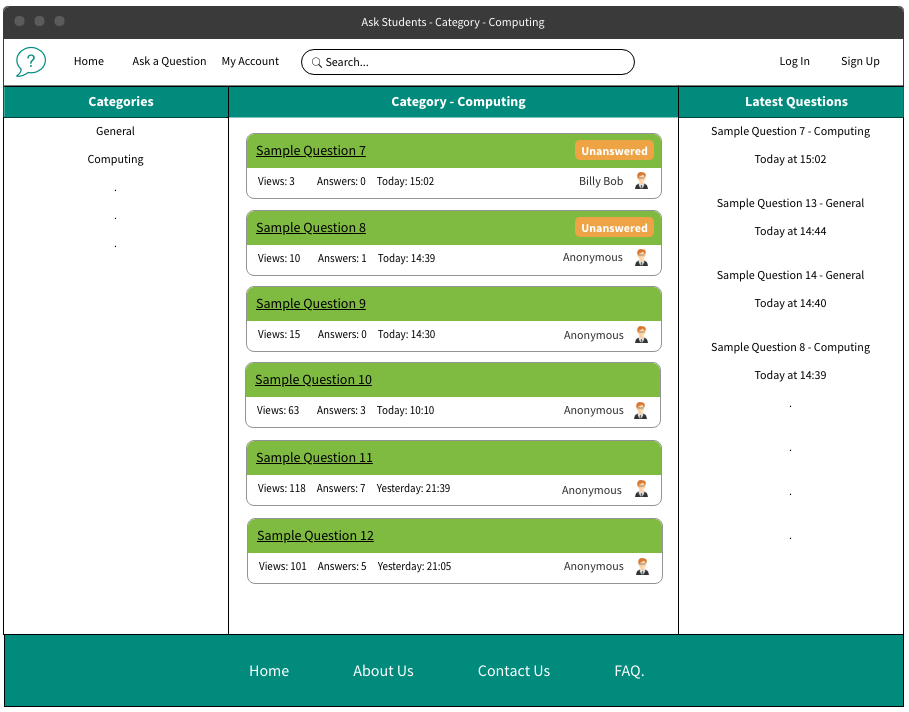 Ask Students - Category - Computing
?
Home Ask a Question My Account Search... Log In Sign Up
Categories
General
Computing
.
.
.
Category - Computing
Sample Question 7 Unanswered
Views: 3 Answers: 0 Today: 15:02 Billy Bob
Sample Question 8 Unanswered
Views: 10 Answers: 1 Today: 14:39 Anonymous
Sample Question 9
Views: 15 Answers: 0 Today: 14:30 Anonymous
Sample Question 10
Views: 63 Answers: 3 Today: 10:10 Anonymous
Sample Question 11
Views: 118 Answers: 7 Yesterday: 21:39 Anonymous
Sample Question 12
Views: 101 Answers: 5 Yesterday: 21:05 Anonymous
Latest Questions
Sample Question 7 - Computing
Today at 15:02
Sample Question 13 - General
Today at 14:44
Sample Question 14 - General
Today at 14:40
Sample Question 8 - Computing
Today at 14:39
.
.
.
.
Home About Us Contact Us FAQ.